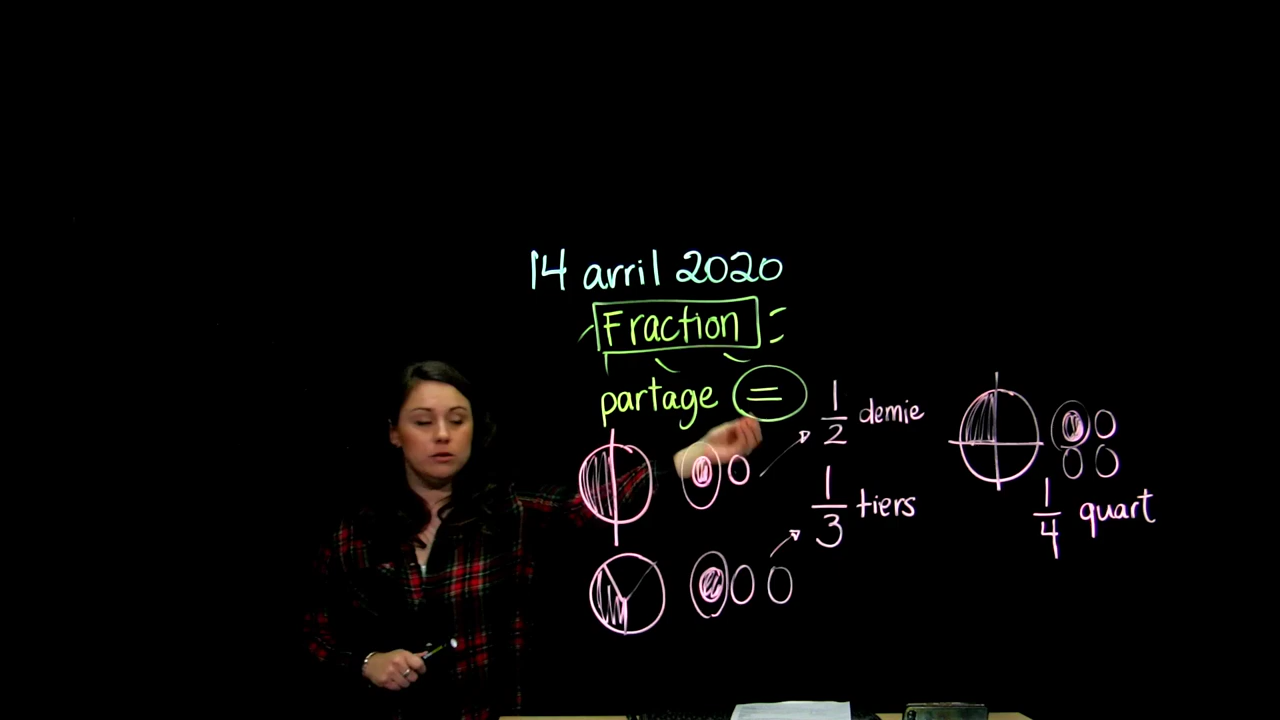 14 avril 2020
Fraction =
partage =
1/2 demie
1/3 tiers
1/4 quart